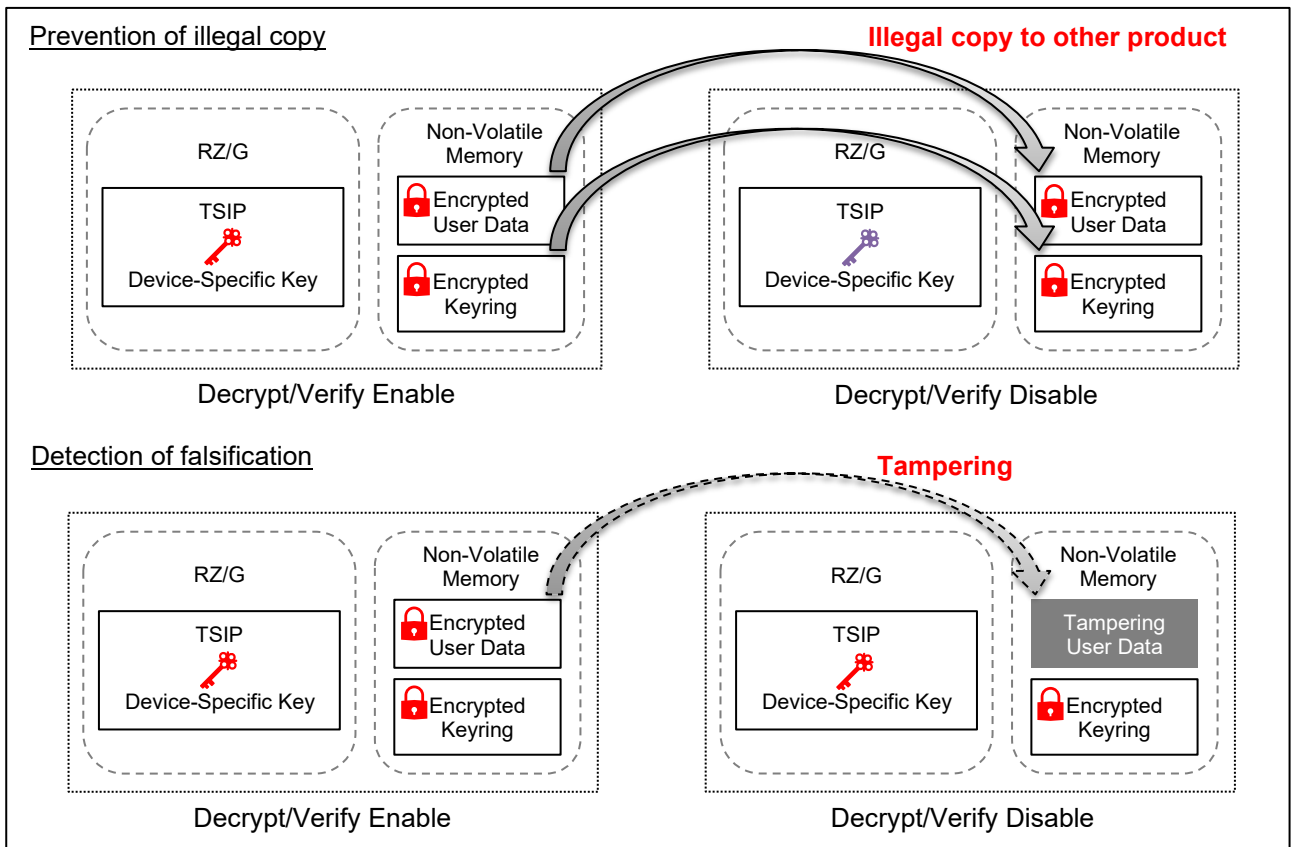 Prevention of illegal copy
Illegal copy to other product
RZ/G
TSIP
Device-Specific Key
Non-Volatile
Memory
Encrypted
User Data
Encrypted
Keyring
Decrypt/Verify Enable
RZ/G
TSIP
Device-Specific Key
Non-Volatile
Memory
Encrypted
User Data
Encrypted
Keyring
Decrypt/Verify Disable
Detection of falsification
Tampering
RZ/G
TSIP
Device-Specific Key
Non-Volatile
Memory
Encrypted
User Data
Encrypted
Keyring
Decrypt/Verify Enable
RZ/G
TSIP
Device-Specific Key
Non-Volatile
Memory
Tampering
User Data
Encrypted
Keyring
Decrypt/Verify Disable